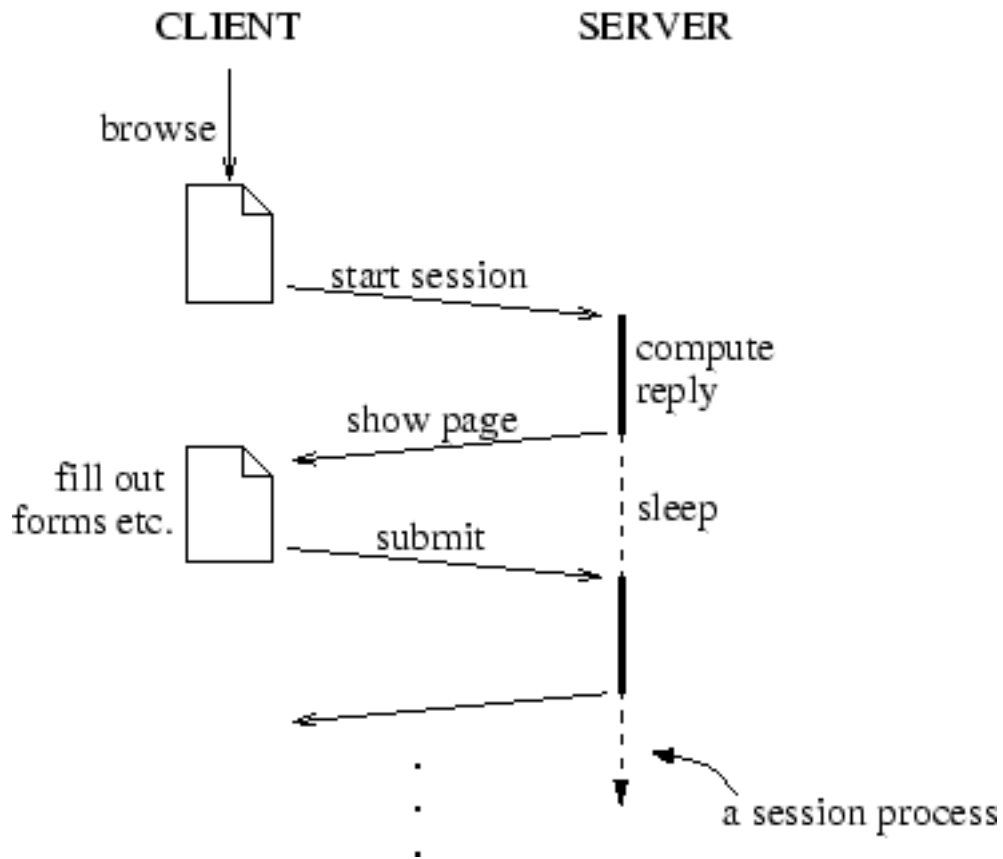 CLIENT
SERVER
browse
start session
compute
reply
show page
fill out
forms etc.
sleep
submit
a session process